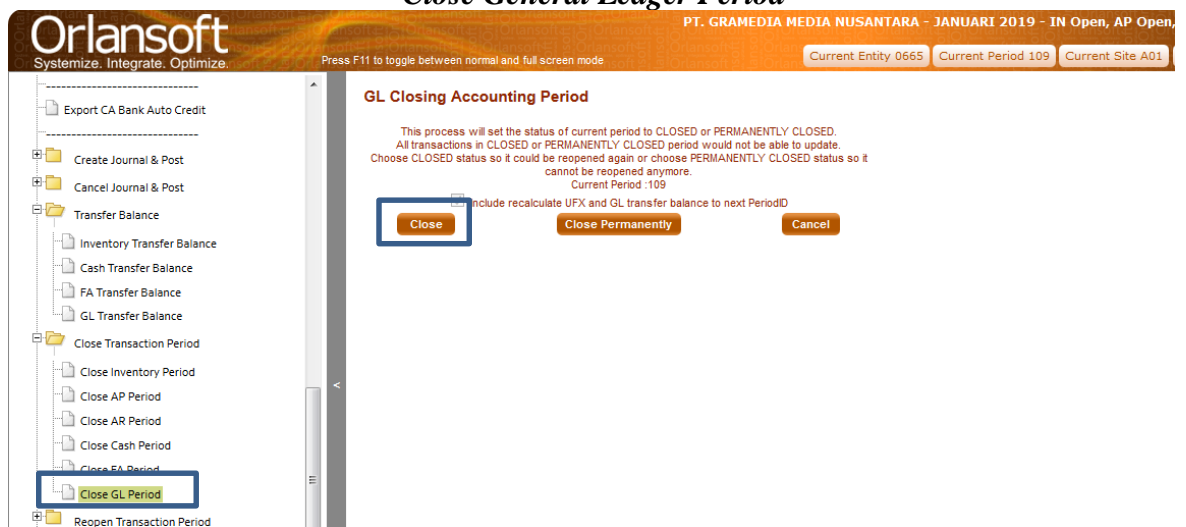 Close General Ledger Period
Orlansoft
Systemize. Integrate. Optimize.
Press F11 to toggle between normal and full screen mode
PT. GRAMEDIA MEDIA NUSANTARA - JANUARI 2019 - IN Open, AP Open,
Current Entity 0665
Current Period 109
Current Site A01
------------------------------
Export CA Bank Auto Credit
------------------------------
Create Journal & Post
Cancel Journal & Post
Transfer Balance
Inventory Transfer Balance
Cash Transfer Balance
FA Transfer Balance
GL Transfer Balance
Close Transaction Period
Close Inventory Period
Close AP Period
Close AR Period
Close Cash Period
Close FA Period
Close GL Period
Reopen Transaction Period
<
GL Closing Accounting Period
This process will set the status of current period to CLOSED or PERMANENTLY CLOSED.
All transactions in CLOSED or PERMANENTLY CLOSED period would not be able to update.
Choose CLOSED status so it could be reopened again or choose PERMANENTLY CLOSED status so it
cannot be reopened anymore.
Current Period :109
Include recalculate UFX and GL transfer balance to next PeriodID
Close
Close Permanently
Cancel